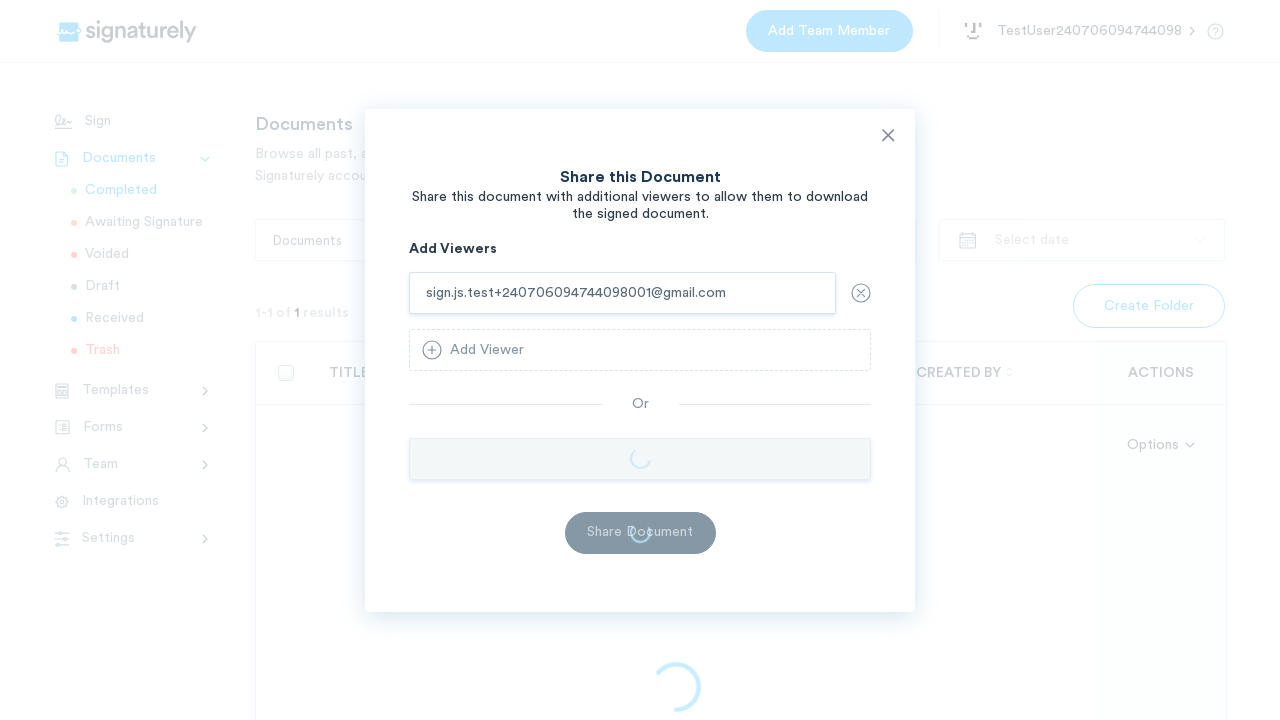 signaturely
Add Team Member
TestUser240706094744098
Sign
Documents
Completed
Awaiting Signature
Voided
Draft
Received
Trash
Templates
Forms
Team
Integrations
Settings
Documents
Browse all past, a
Signaturely accou
Documents
Select date
1-1 of 1 results
Create Folder
TITLE
CREATED BY
ACTIONS
Options
Share this Document
Share this document with additional viewers to allow them to download
the signed document.
Add Viewers
sign.js.test+240706094744098001@gmail.com
Add Viewer
Or
Share Document